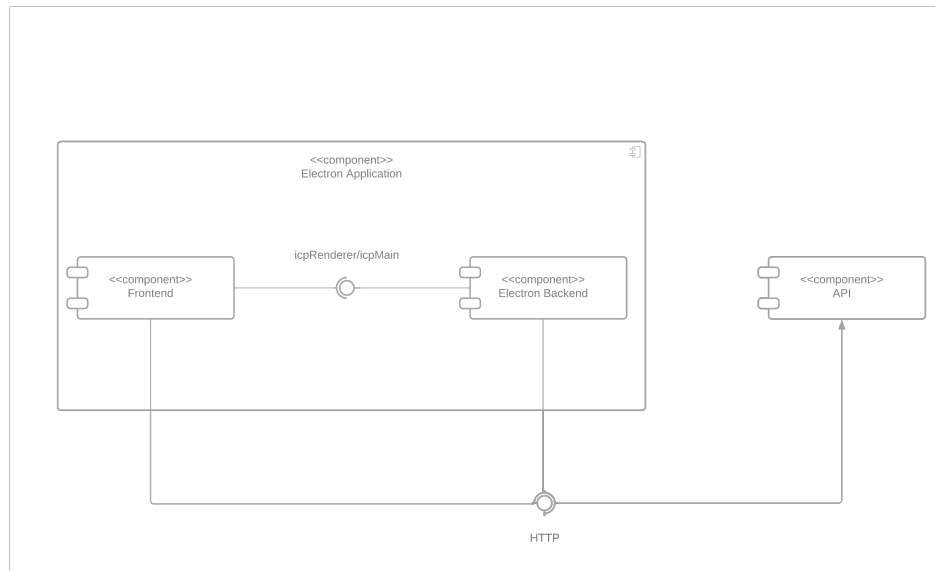 <<component>>
Electron Application
icpRenderer/icpMain
<<component>>
Frontend
<<component>>
Electron Backend
<<component>>
API
HTTP